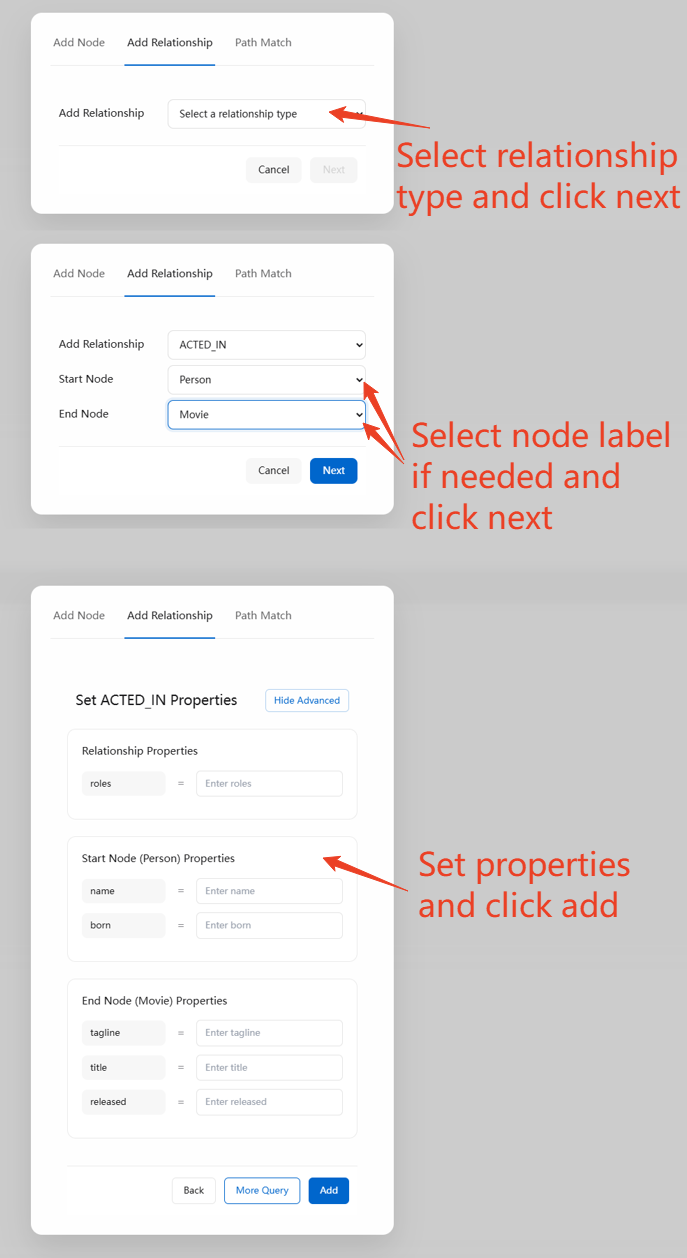 Add Node Add Relationship Path Match
Add Relationship Select a relationship type
Cancel Next
Select relationship
type and click next
Add Node Add Relationship Path Match
Add Relationship ACTED_IN
Start Node Person
End Node Movie
Cancel Next
Select node label
if needed and
click next
Add Node Add Relationship Path Match
Set ACTED_IN Properties Hide Advanced
Relationship Properties
roles = Enter roles
Start Node (Person) Properties
name = Enter name
born = Enter born
Set properties
and click add
End Node (Movie) Properties
tagline = Enter tagline
title = Enter title
released = Enter released
Back More Query Add